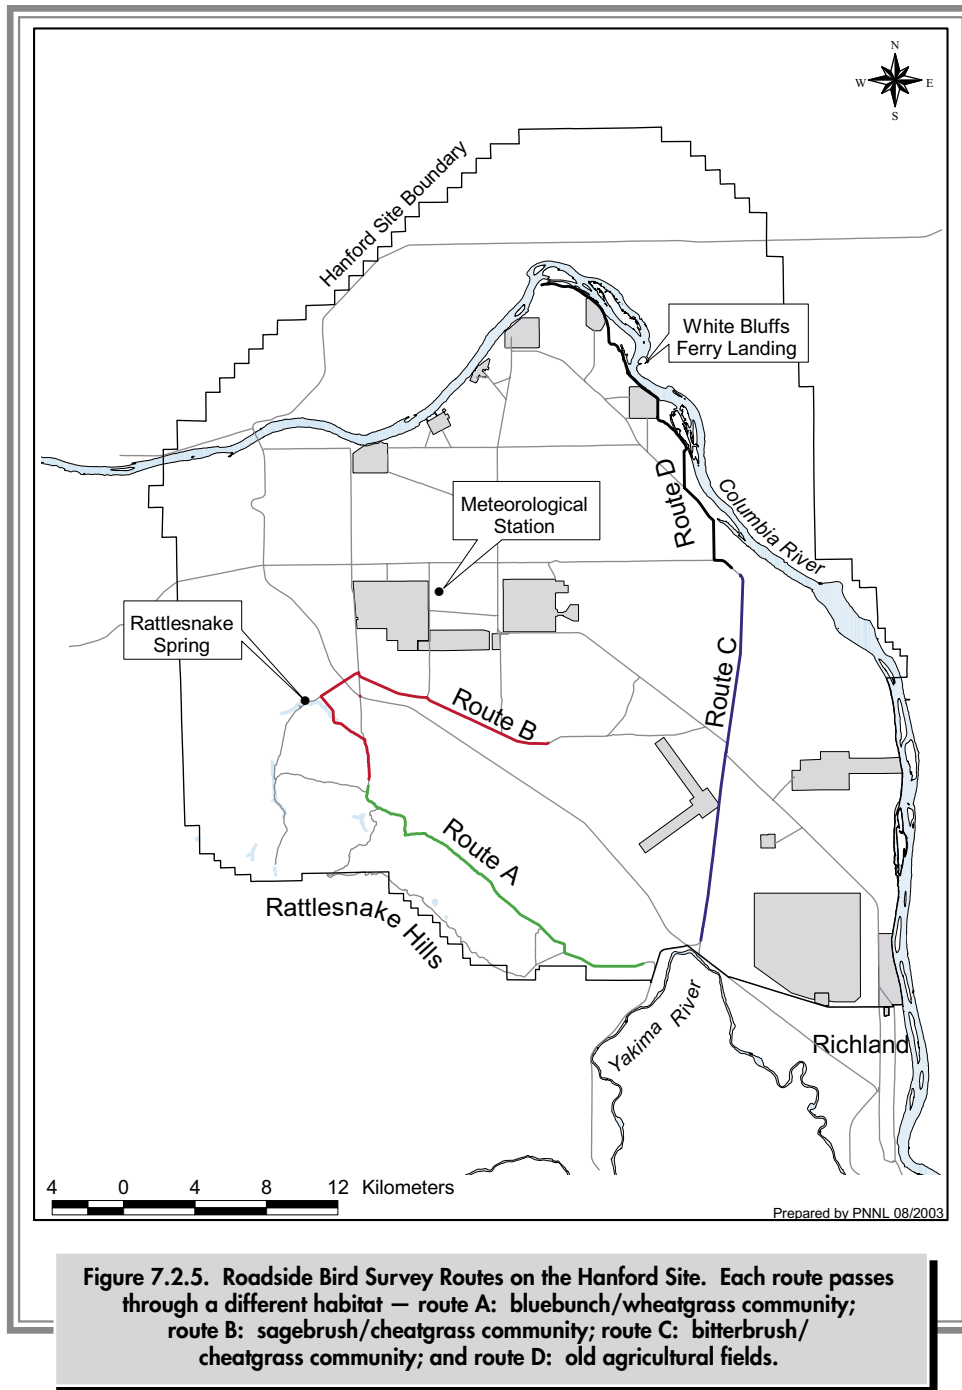 N
W E
S
Hanford Site Boundary
White Bluffs
Ferry Landing
Route D
Columbia River
Meteorological
Station
Rattlesnake
Spring
Route C
Route B
Route A
Rattlesnake Hills
Yakima River
Richland
4 0 4 8 12 Kilometers
Prepared by PNNL 08/2003
Figure 7.2.5. Roadside Bird Survey Routes on the Hanford Site. Each route passes
through a different habitat — route A: bluebunch/wheatgrass community;
route B: sagebrush/cheatgrass community; route C: bitterbrush/
cheatgrass community; and route D: old agricultural fields.